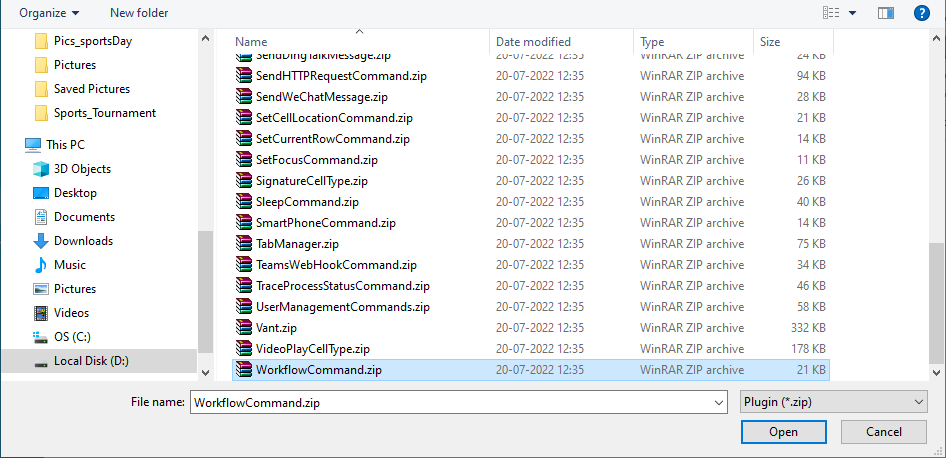 Organize New folder
Pics_sportsDay
Pictures
Saved Pictures
Sports_Tournament
This PC
3D Objects
Desktop
Documents
Downloads
Music
Pictures
Videos
OS (C:)
Local Disk (D:)
Name Date modified Type Size
SendDingTalkMessage.zip 20-07-2022 12:35 WinRAR ZIP archive 24 KB
SendHTTPRequestCommand.zip 20-07-2022 12:35 WinRAR ZIP archive 94 KB
SendWeChatMessage.zip 20-07-2022 12:35 WinRAR ZIP archive 28 KB
SetCellLocationCommand.zip 20-07-2022 12:35 WinRAR ZIP archive 21 KB
SetCurrentRowCommand.zip 20-07-2022 12:35 WinRAR ZIP archive 14 KB
SetFocusCommand.zip 20-07-2022 12:35 WinRAR ZIP archive 11 KB
SignatureCellType.zip 20-07-2022 12:35 WinRAR ZIP archive 26 KB
SleepCommand.zip 20-07-2022 12:35 WinRAR ZIP archive 40 KB
SmartPhoneCommand.zip 20-07-2022 12:35 WinRAR ZIP archive 14 KB
TabManager.zip 20-07-2022 12:35 WinRAR ZIP archive 75 KB
TeamsWebHookCommand.zip 20-07-2022 12:35 WinRAR ZIP archive 34 KB
TraceProcessStatusCommand.zip 20-07-2022 12:35 WinRAR ZIP archive 46 KB
UserManagementCommands.zip 20-07-2022 12:35 WinRAR ZIP archive 58 KB
Vant.zip 20-07-2022 12:35 WinRAR ZIP archive 332 KB
VideoPlayCellType.zip 20-07-2022 12:35 WinRAR ZIP archive 178 KB
WorkflowCommand.zip 20-07-2022 12:35 WinRAR ZIP archive 21 KB
File name: WorkflowCommand.zip Plugin (*.zip)
Open Cancel